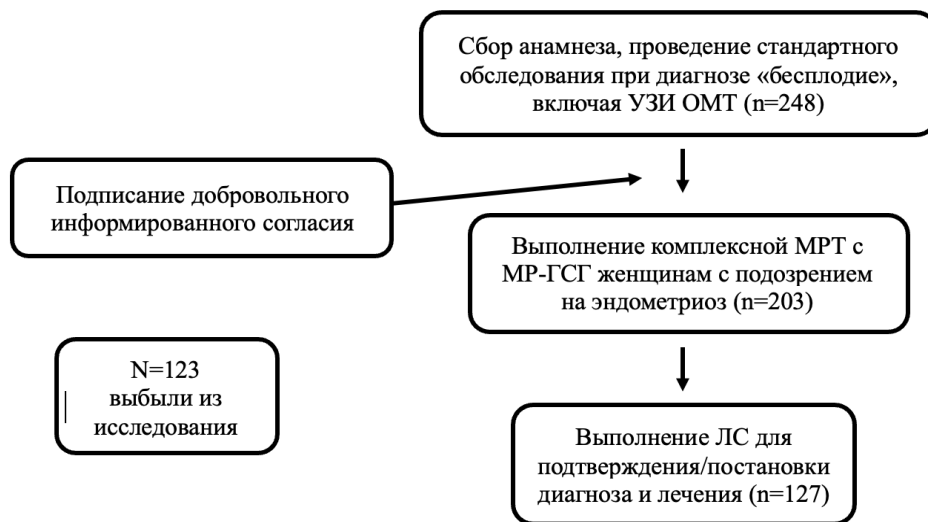 Сбор анамнеза, проведение стандартного
обследования при диагнозе «бесплодие»,
включая УЗИ ОМТ (n=248)
Подписание добровольного
информированного согласия
Выполнение комплексной МРТ с
МР-ГСГ женщинам с подозрением
на эндометриоз (n=203)
N=123
выбыли из
исследования
Выполнение ЛС для
подтверждения/постановки
диагноза и лечения (n=127)